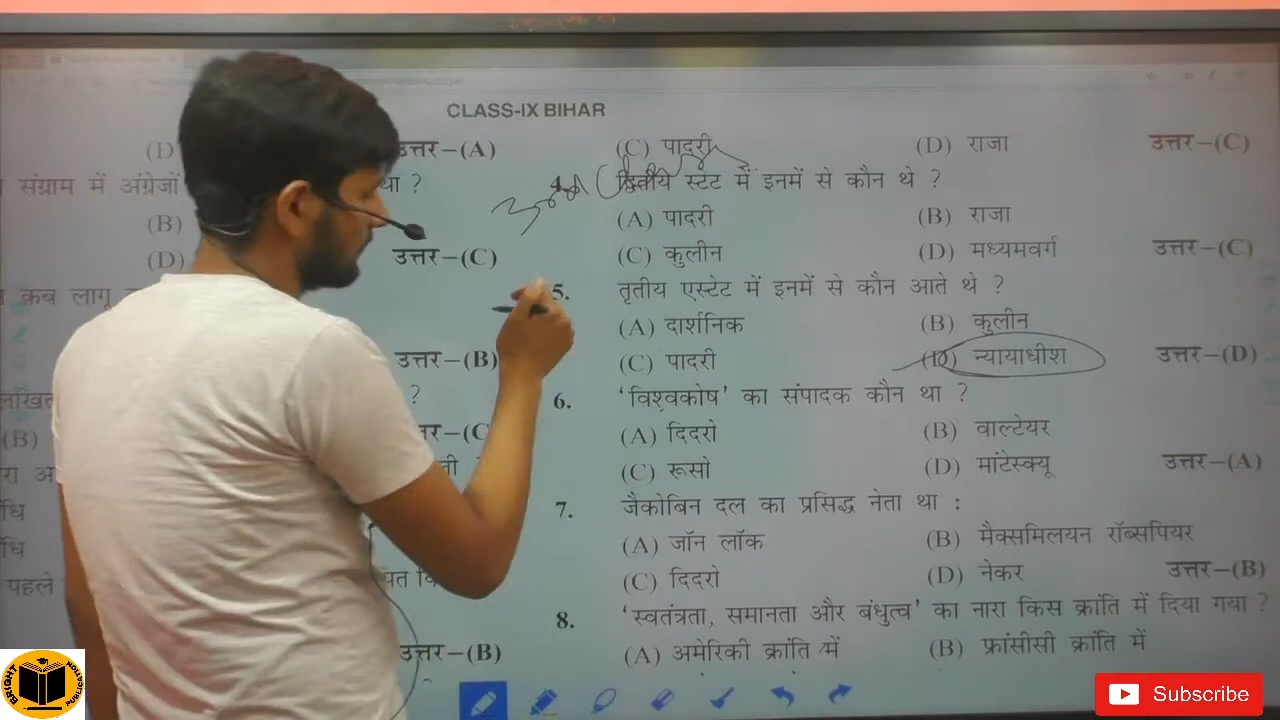 CLASS-IX BIHAR
(D
उत्तर–(A)
संग्राम में अंग्रेजों
था ?
(B)
(D)
उत्तर–(C)
कब लागू
उत्तर–(B)
?
(B)
पहले
उत्तर–(B)
(C) पादरी
(D) राजा
उत्तर–(C)
4. द्वितीय स्टेट में इनमें से कौन थे ?
(A) पादरी
(B) राजा
(C) कुलीन
(D) मध्यमवर्ग
उत्तर–(C)
5. तृतीय एस्टेट में इनमें से कौन आते थे ?
(A) दार्शनिक
(B) कुलीन
(C) पादरी
(D) न्यायाधीश
उत्तर–(D)
6. ‘विश्वकोष’ का संपादक कौन था ?
(A) दिदरो
(B) वाल्टेयर
(C) रूसो
(D) मांटेस्क्यू
उत्तर–(A)
7. जैकोबिन दल का प्रसिद्ध नेता था :
(A) जॉन लॉक
(B) मैक्समिलयन रॉब्सपियर
(C) दिदरो
(D) नेकर
उत्तर–(B)
8. ‘स्वतंत्रता, समानता और बंधुत्व’ का नारा किस क्रांति में दिया गया ?
(A) अमेरिकी क्रांति में
(B) फ्रांसीसी क्रांति में
BRIGHT FOUNDATION
Subscribe